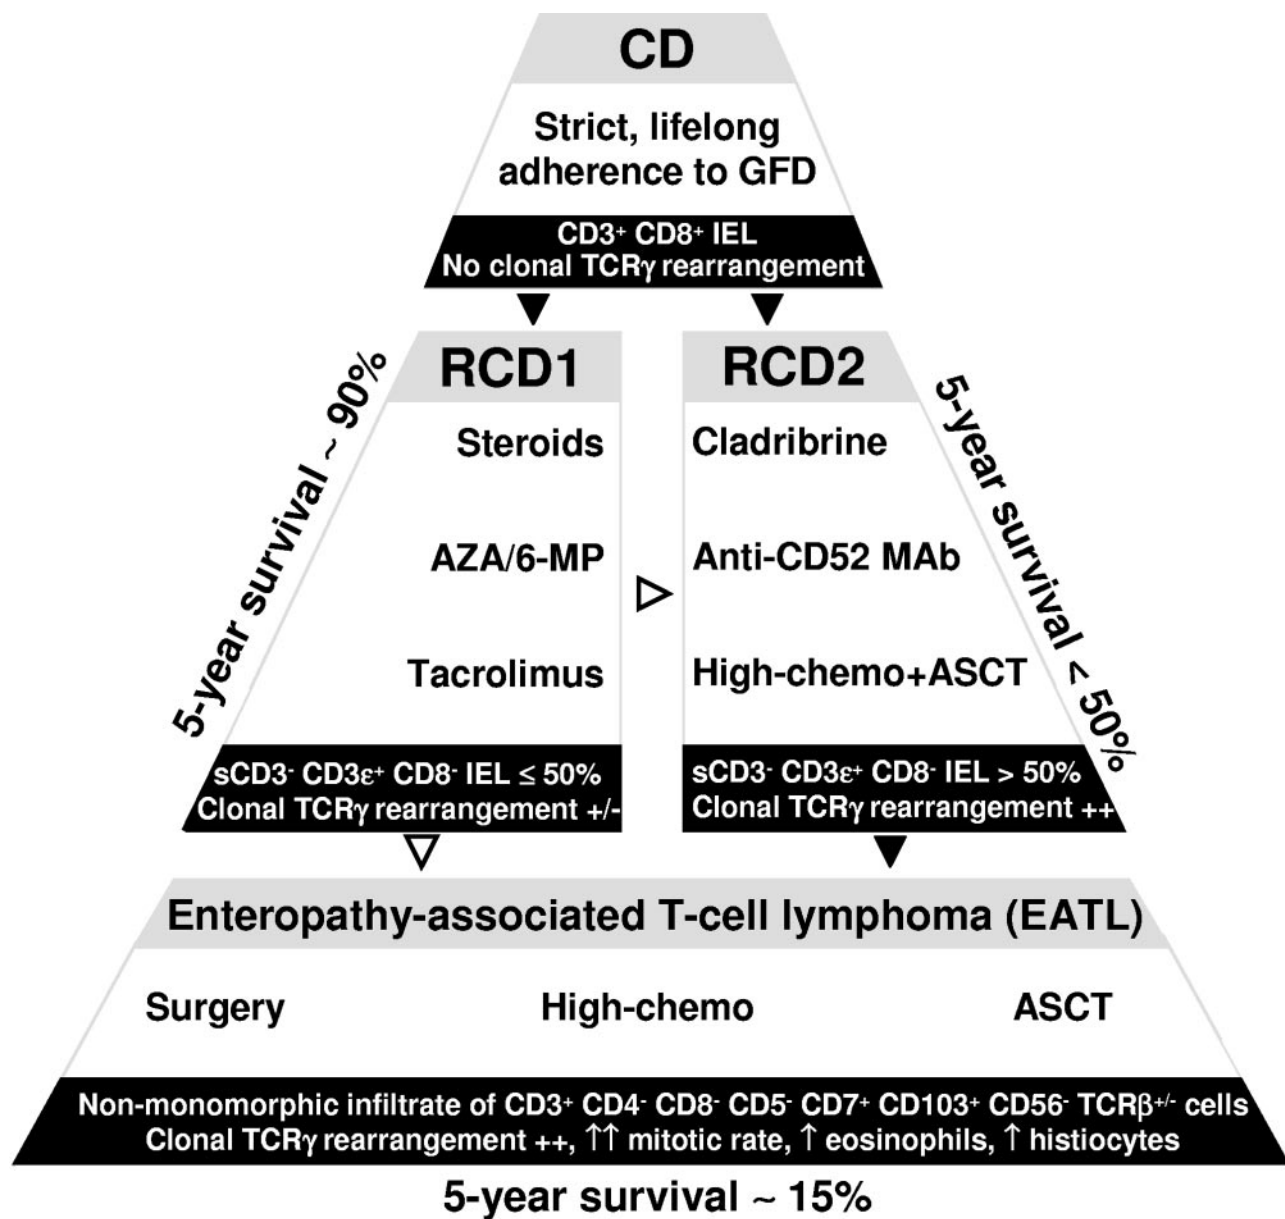 CD
Strict, lifelong
adherence to GFD
CD3⁺ CD8⁺ IEL
No clonal TCRγ rearrangement
5-year survival ~ 90%
RCD1
Steroids
AZA/6-MP
Tacrolimus
sCD3⁻ CD3ε⁺ CD8⁻ IEL ≤ 50%
Clonal TCRγ rearrangement +/-
RCD2
Cladribrine
Anti-CD52 MAb
High-chemo+ASCT
sCD3⁻ CD3ε⁺ CD8⁻ IEL > 50%
Clonal TCRγ rearrangement ++
5-year survival < 50%
Enteropathy-associated T-cell lymphoma (EATL)
Surgery High-chemo ASCT
Non-monomorphic infiltrate of CD3⁺ CD4⁻ CD8⁻ CD5⁻ CD7⁺ CD103⁺ CD56⁻ TCRβ⁺/⁻ cells
Clonal TCRγ rearrangement ++, ↑↑ mitotic rate, ↑ eosinophils, ↑ histiocytes
5-year survival ~ 15%